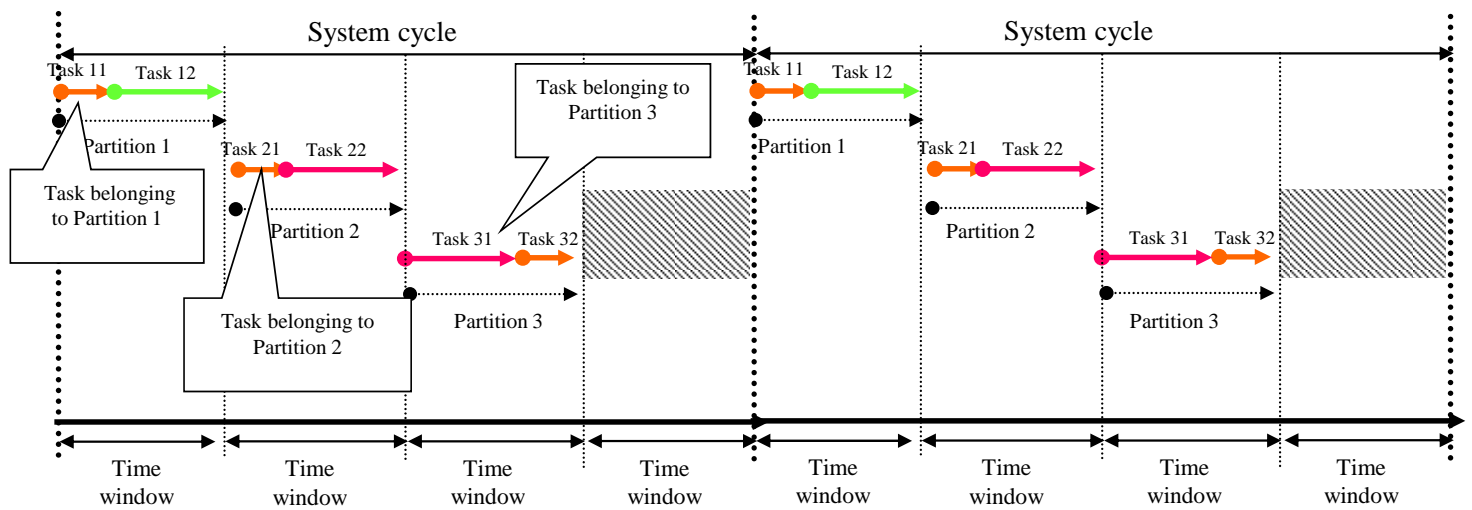 System cycle
System cycle
Task 11
Task 12
Task belonging to
Partition 3
Task 11
Task 12
Partition 1
Task 21
Task 22
Partition 1
Task 21
Task 22
Task belonging
to Partition 1
Partition 2
Task 31
Task 32
Partition 2
Task 31
Task 32
Task belonging to
Partition 2
Partition 3
Partition 3
Time
window
Time
window
Time
window
Time
window
Time
window
Time
window
Time
window
Time
window